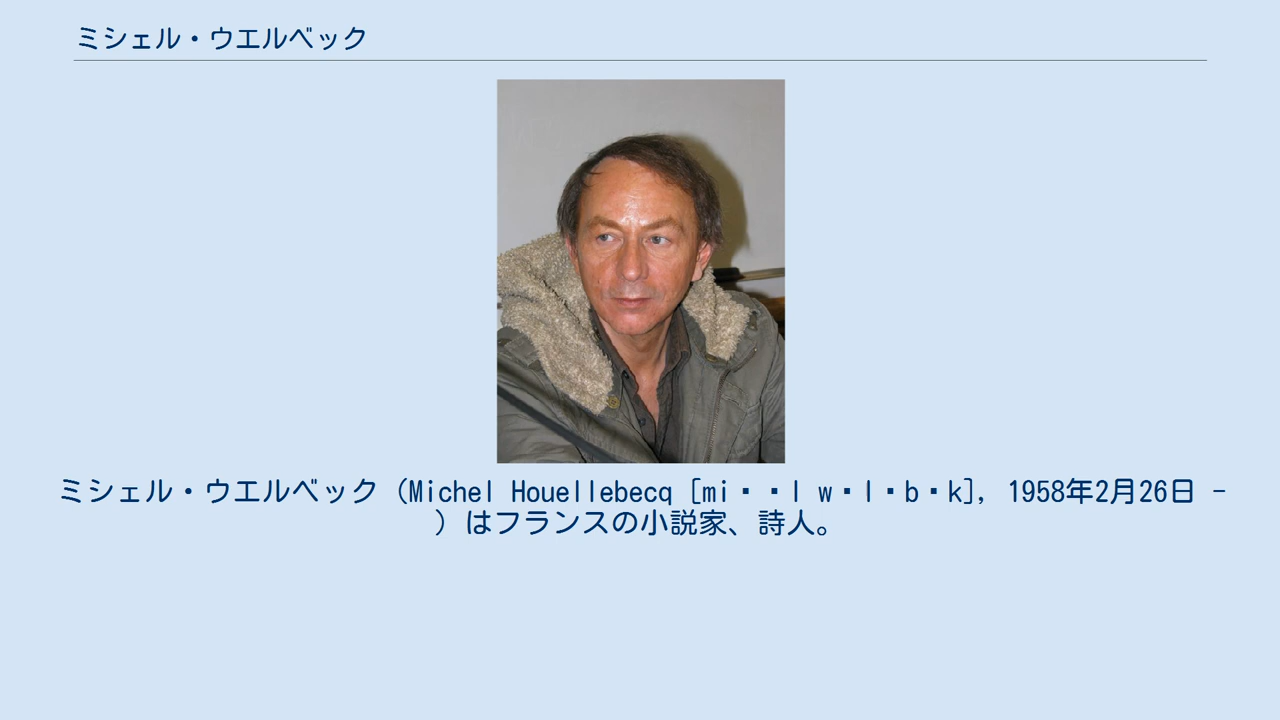 ミシェル・ウエルベック
ミシェル・ウエルベック (Michel Houellebecq [mi・・l w・l・b・k], 1958年2月26日 -
) はフランスの小説家、詩人。